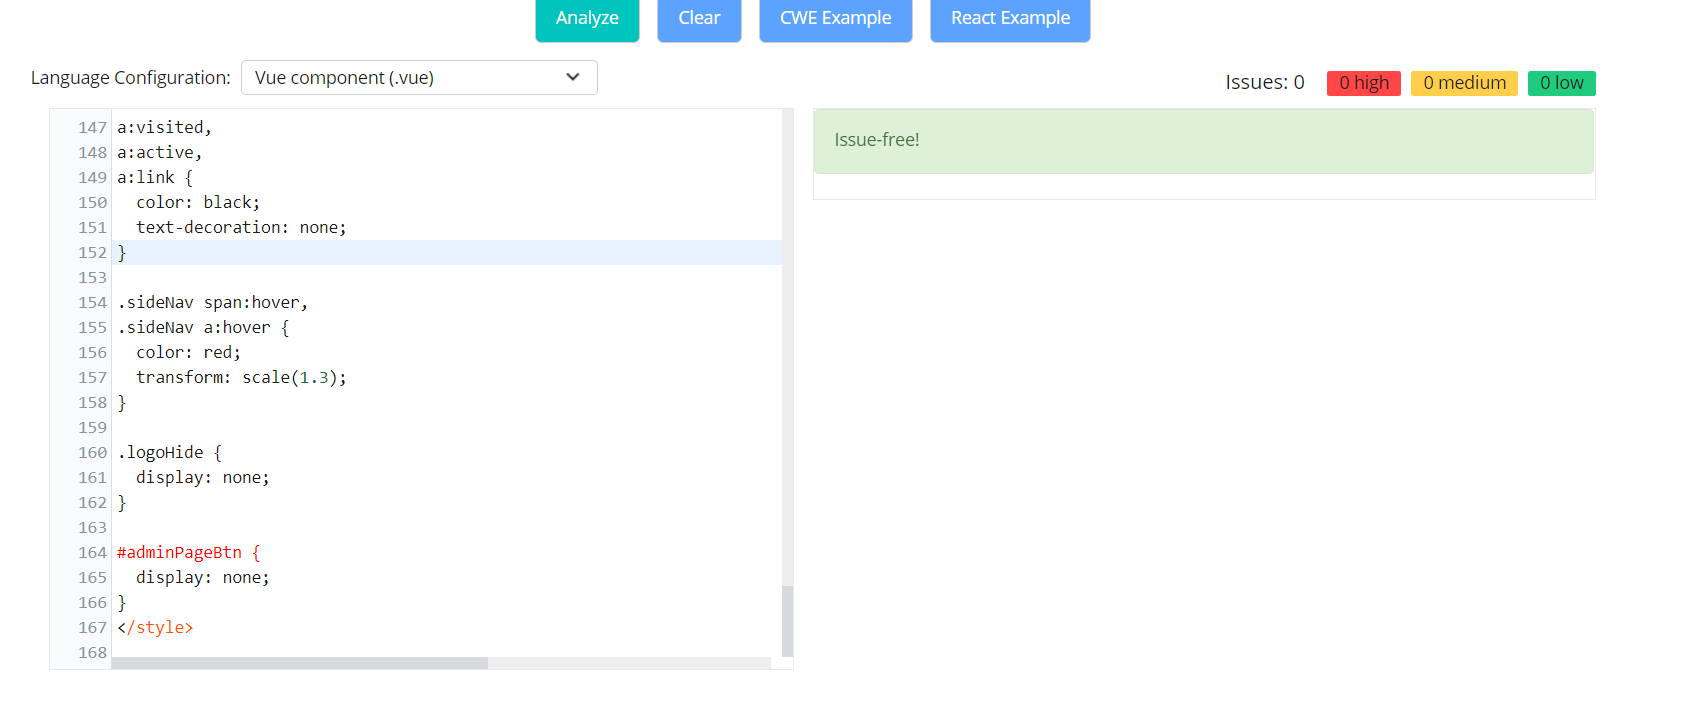 Analyze Clear CWE Example React Example
Language Configuration: Vue component (.vue)
Issues: 0 0 high 0 medium 0 low
147 a:visited,
148 a:active,
149 a:link {
150   color: black;
151   text-decoration: none;
152 }
153
154 .sideNav span:hover,
155 .sideNav a:hover {
156   color: red;
157   transform: scale(1.3);
158 }
159
160 .logoHide {
161   display: none;
162 }
163
164 #adminPageBtn {
165   display: none;
166 }
167 </style>
168
Issue-free!